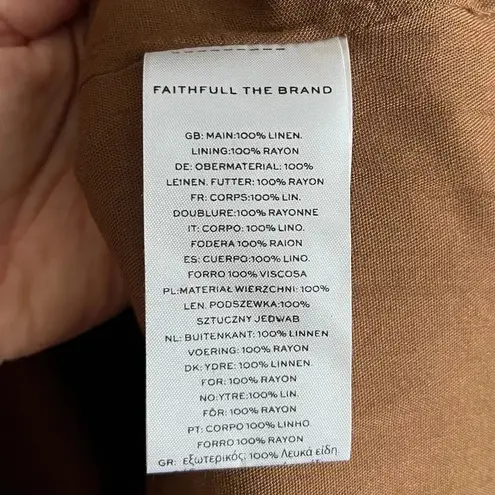 FAITHFULL THE BRAND
GB: MAIN:100% LINEN.
LINING:100% RAYON
DE: OBERMATERIAL: 100%
LEINEN. FUTTER: 100% RAYON
FR: CORPS:100% LIN.
DOUBLURE:100% RAYONNE
IT: CORPO: 100% LINO.
FODERA 100% RAION
ES: CUERPO:100% LINO.
FORRO 100% VISCOSA
PL:MATERIAŁ WIERZCHNI: 100%
LEN. PODSZEWKA:100%
SZTUCZNY JEDWAB
NL: BUITENKANT: 100% LINNEN
VOERING: 100% RAYON
DK: YDRE: 100% LINNEN.
FOR: 100% RAYON
NO:YTRE:100% LIN.
FÔR: 100% RAYON
PT: CORPO 100% LINHO
FORRO 100% RAYON
GR: εξωτερικός: 100% Λευκά είδη